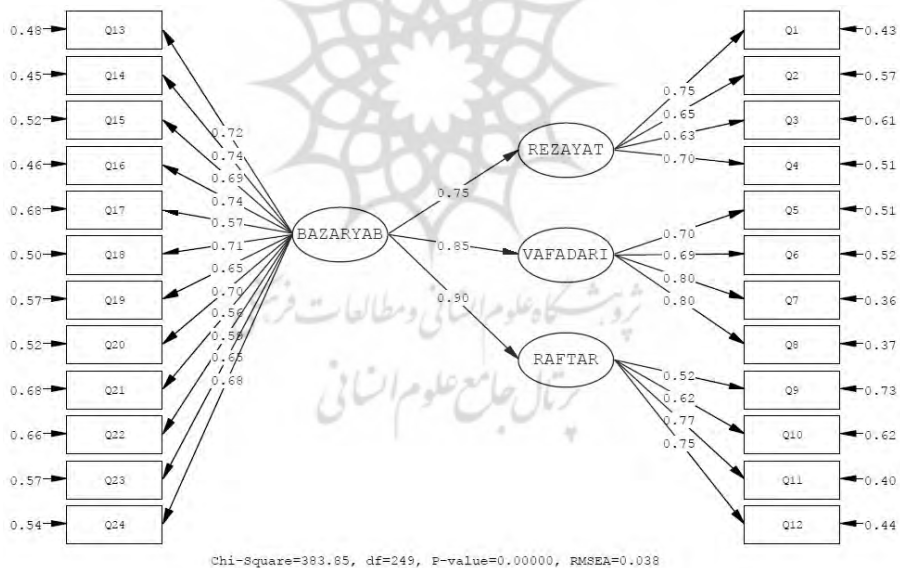 0.48
Q13
0.45
Q14
0.52
Q15
0.46
Q16
0.68
Q17
0.50
Q18
0.57
Q19
0.52
Q20
0.68
Q21
0.66
Q22
0.57
Q23
0.54
Q24
0.72
0.74
0.69
0.74
0.57
0.71
0.65
0.70
0.56
0.65
0.68
BAZARYAB
0.75
0.85
0.90
REZAYAT
VAFADARI
RAFTAR
0.75
0.65
0.63
0.70
0.70
0.69
0.80
0.80
0.52
0.62
0.77
0.75
Q1
0.43
Q2
0.57
Q3
0.61
Q4
0.51
Q5
0.51
Q6
0.52
Q7
0.36
Q8
0.37
Q9
0.73
Q10
0.62
Q11
0.40
Q12
0.44
پژوهشگاه علوم انسانی و مطالعات فرهنگی
پرتال جامع علوم انسانی
Chi-Square=383.85, df=249, P-value=0.00000, RMSEA=0.038